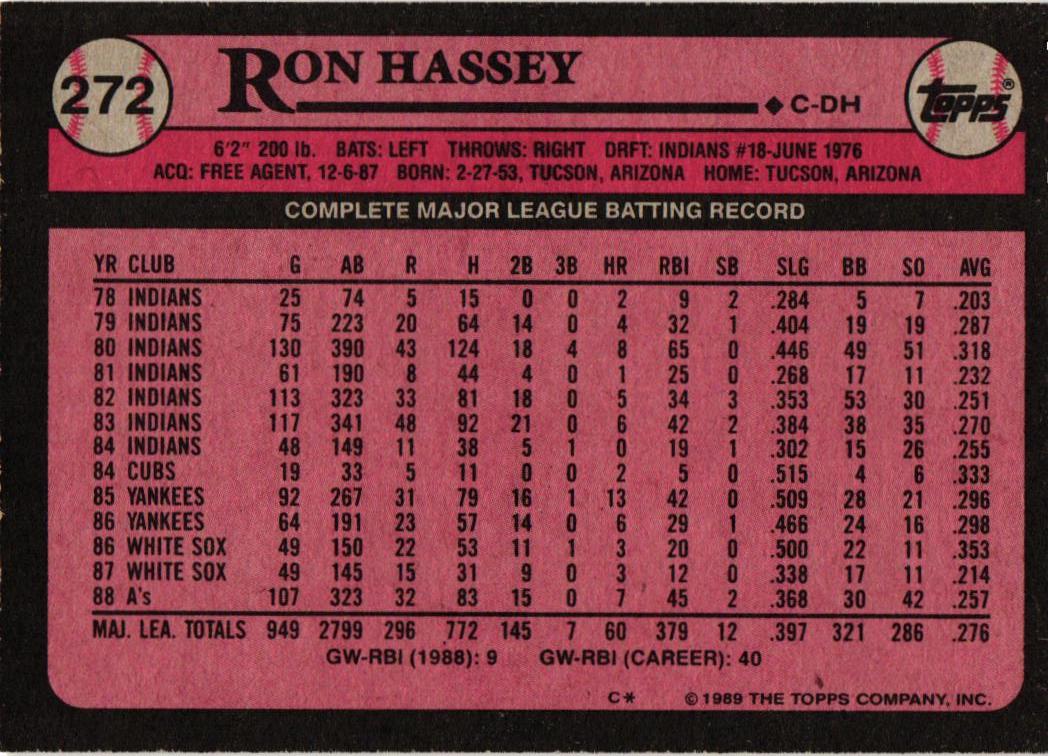 272
RON HASSEY
◆ C-DH
TOPPS®
6'2" 200 lb. BATS: LEFT THROWS: RIGHT DRFT: INDIANS #18-JUNE 1976
ACQ: FREE AGENT, 12-6-87 BORN: 2-27-53, TUCSON, ARIZONA HOME: TUCSON, ARIZONA
COMPLETE MAJOR LEAGUE BATTING RECORD
YR CLUB G AB R H 2B 3B HR RBI SB SLG BB SO AVG
78 INDIANS 25 74 5 15 0 0 2 9 2 .284 5 7 .203
79 INDIANS 75 223 20 64 14 0 4 32 1 .404 19 19 .287
80 INDIANS 130 390 43 124 18 4 8 65 0 .446 49 51 .318
81 INDIANS 61 190 8 44 4 0 1 25 0 .268 17 11 .232
82 INDIANS 113 323 33 81 18 0 5 34 3 .353 53 30 .251
83 INDIANS 117 341 48 92 21 0 6 42 2 .384 38 35 .270
84 INDIANS 48 149 11 38 5 1 0 19 1 .302 15 26 .255
84 CUBS 19 33 5 11 0 0 2 5 0 .515 4 6 .333
85 YANKEES 92 267 31 79 16 1 13 42 0 .509 28 21 .296
86 YANKEES 64 191 23 57 14 0 6 29 1 .466 24 16 .298
86 WHITE SOX 49 150 22 53 11 1 3 20 0 .500 22 11 .353
87 WHITE SOX 49 145 15 31 9 0 3 12 0 .338 17 11 .214
88 A's 107 323 32 83 15 0 7 45 2 .368 30 42 .257
MAJ. LEA. TOTALS 949 2799 296 772 145 7 60 379 12 .397 321 286 .276
GW-RBI (1988): 9 GW-RBI (CAREER): 40
C* © 1989 THE TOPPS COMPANY, INC.